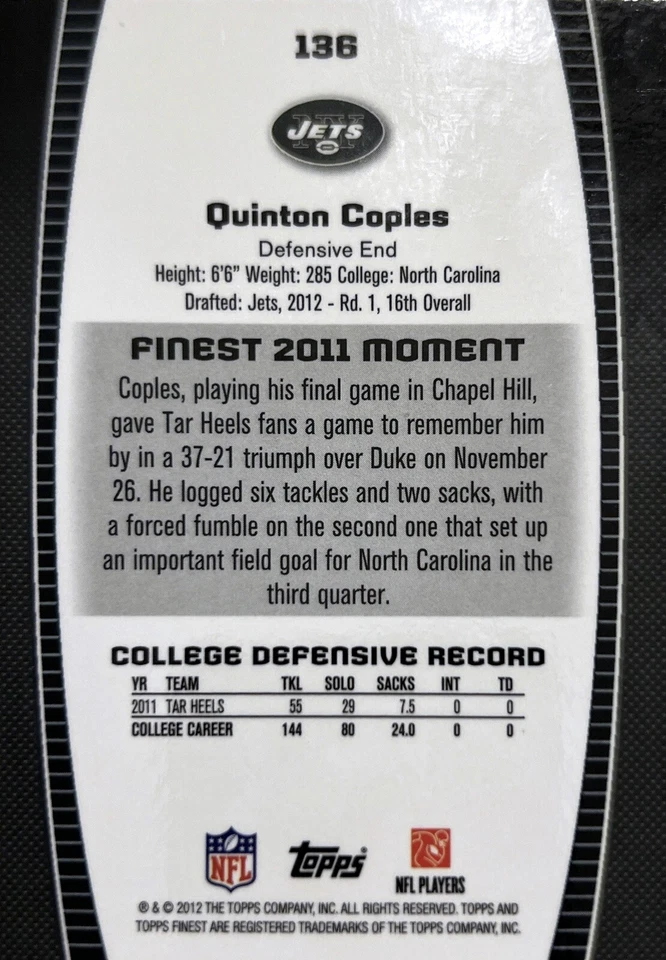 136
JETS
Quinton Coples
Defensive End
Height: 6'6" Weight: 285 College: North Carolina
Drafted: Jets, 2012 - Rd. 1, 16th Overall
FINEST 2011 MOMENT
Coples, playing his final game in Chapel Hill,
gave Tar Heels fans a game to remember him
by in a 37-21 triumph over Duke on November
26. He logged six tackles and two sacks, with
a forced fumble on the second one that set up
an important field goal for North Carolina in the
third quarter.
COLLEGE DEFENSIVE RECORD
YR TEAM TKL SOLO SACKS INT TD
2011 TAR HEELS 55 29 7.5 0 0
COLLEGE CAREER 144 80 24.0 0 0
NFL Topps
NFL PLAYERS
® & © 2012 THE TOPPS COMPANY, INC. ALL RIGHTS RESERVED. TOPPS AND
TOPPS FINEST ARE REGISTERED TRADEMARKS OF THE TOPPS COMPANY, INC.